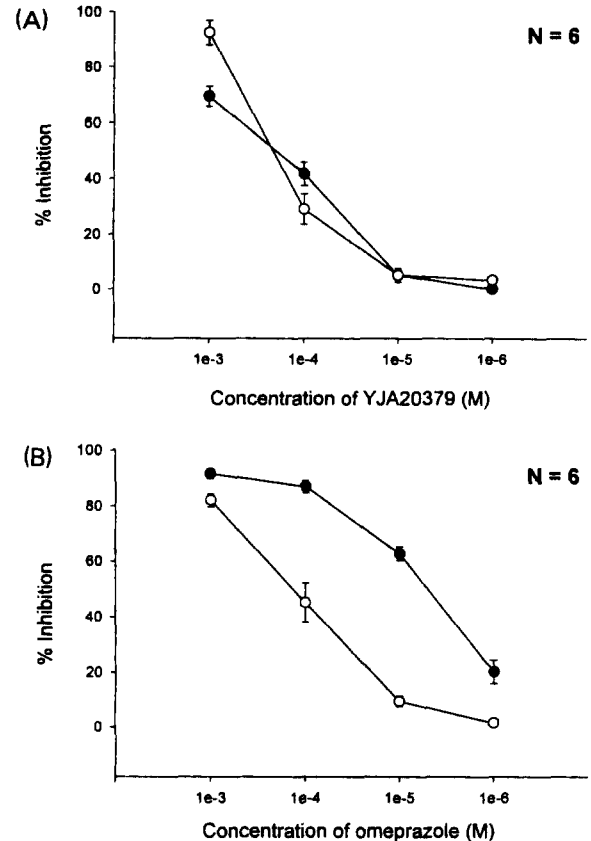 (A)
N = 6
100
80
60
40
20
0
% Inhibition
1e-3 1e-4 1e-5 1e-6
Concentration of YJA20379 (M)
(B)
N = 6
100
80
60
40
20
0
% Inhibition
1e-3 1e-4 1e-5 1e-6
Concentration of omeprazole (M)